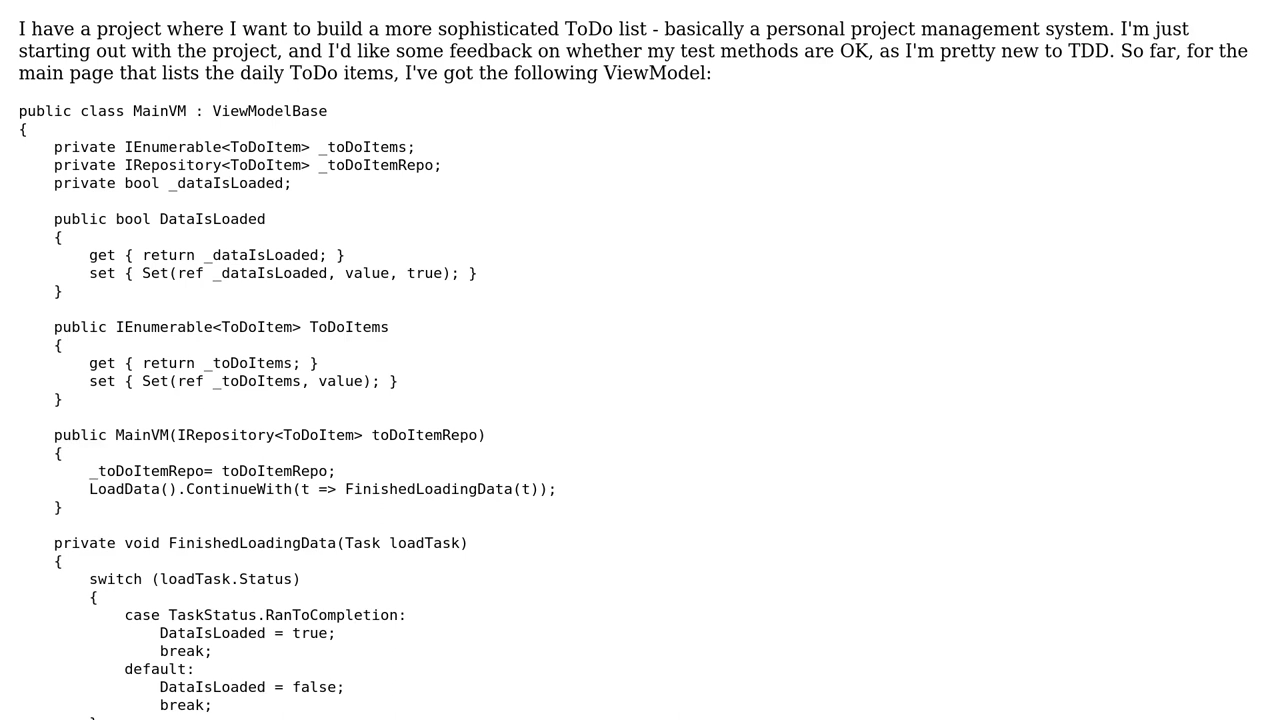 I have a project where I want to build a more sophisticated ToDo list - basically a personal project management system. I'm just
starting out with the project, and I'd like some feedback on whether my test methods are OK, as I'm pretty new to TDD. So far, for the
main page that lists the daily ToDo items, I've got the following ViewModel:
public class MainVM : ViewModelBase
{
    private IEnumerable<ToDoItem> _toDoItems;
    private IRepository<ToDoItem> _toDoItemRepo;
    private bool _dataIsLoaded;

    public bool DataIsLoaded
    {
        get { return _dataIsLoaded; }
        set { Set(ref _dataIsLoaded, value, true); }
    }

    public IEnumerable<ToDoItem> ToDoItems
    {
        get { return _toDoItems; }
        set { Set(ref _toDoItems, value); }
    }

    public MainVM(IRepository<ToDoItem> toDoItemRepo)
    {
        _toDoItemRepo= toDoItemRepo;
        LoadData().ContinueWith(t => FinishedLoadingData(t));
    }

    private void FinishedLoadingData(Task loadTask)
    {
        switch (loadTask.Status)
        {
            case TaskStatus.RanToCompletion:
                DataIsLoaded = true;
                break;
            default:
                DataIsLoaded = false;
                break;